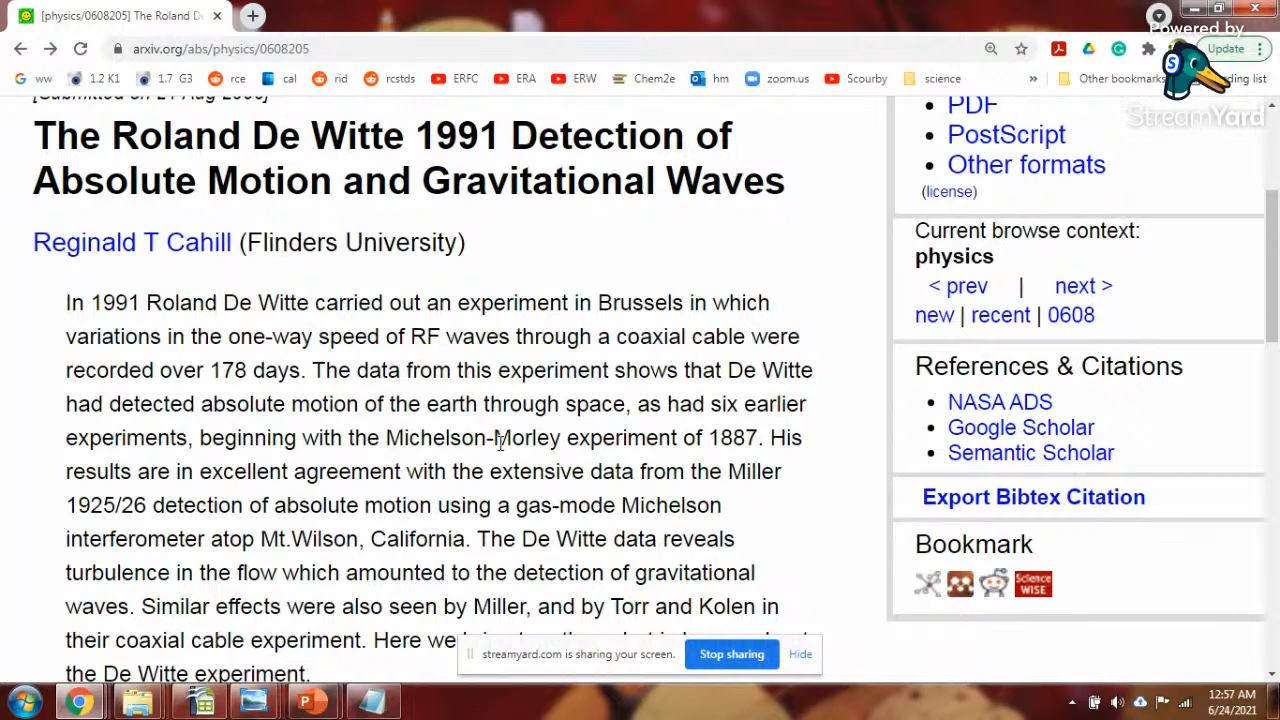 [physics/0608205] The Roland De
Powered by
arxiv.org/abs/physics/0608205
Update
ww 1.2 K1 1.7 G3 rce cal rid rcstds ERFC ERA ERW Chem2e hm zoom.us Scourby science » Other bookmarks
StreamYard
The Roland De Witte 1991 Detection of
Absolute Motion and Gravitational Waves
Reginald T Cahill (Flinders University)
In 1991 Roland De Witte carried out an experiment in Brussels in which
variations in the one-way speed of RF waves through a coaxial cable were
recorded over 178 days. The data from this experiment shows that De Witte
had detected absolute motion of the earth through space, as had six earlier
experiments, beginning with the Michelson-Morley experiment of 1887. His
results are in excellent agreement with the extensive data from the Miller
1925/26 detection of absolute motion using a gas-mode Michelson
interferometer atop Mt.Wilson, California. The De Witte data reveals
turbulence in the flow which amounted to the detection of gravitational
waves. Similar effects were also seen by Miller, and by Torr and Kolen in
their coaxial cable experiment. Here we
the De Witte experiment.
PDF
PostScript
Other formats
(license)
Current browse context:
physics
< prev | next >
new | recent | 0608
References & Citations
NASA ADS
Google Scholar
Semantic Scholar
Export Bibtex Citation
Bookmark
Science
WISE
streamyard.com is sharing your screen. Stop sharing Hide
12:57 AM
6/24/2021